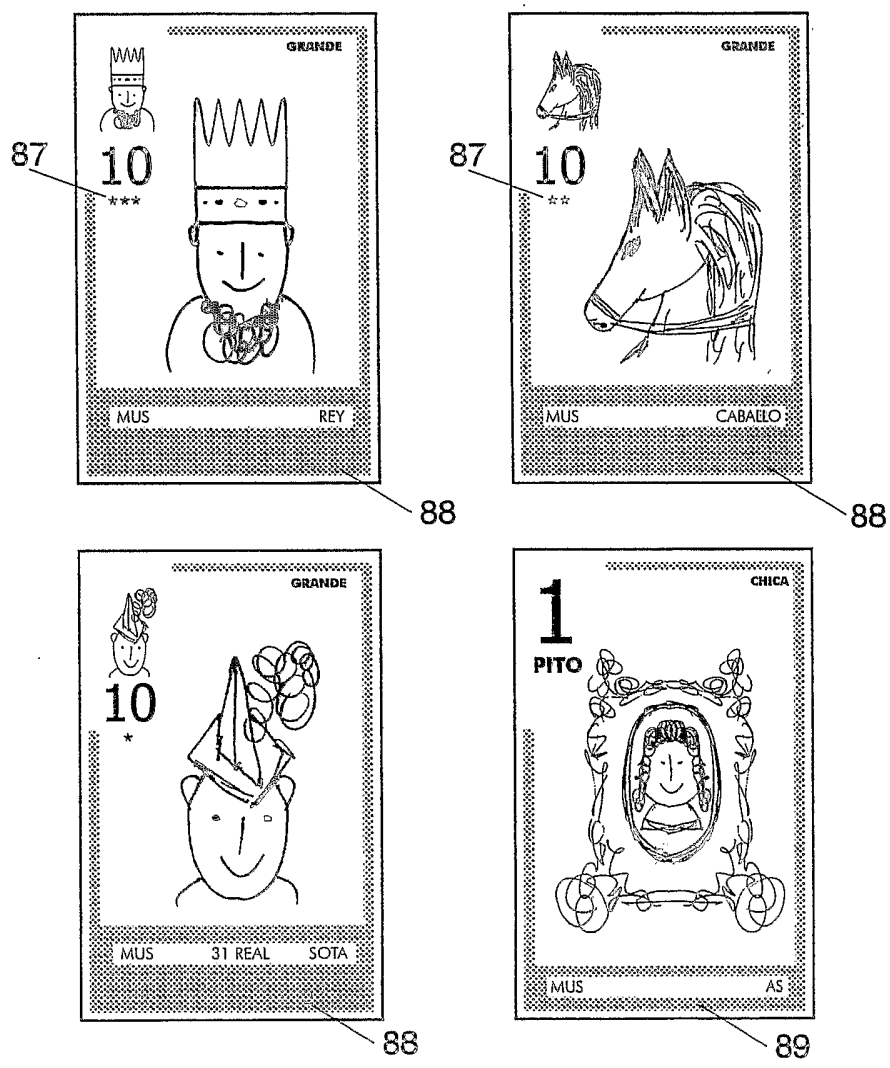 GRANDE
87
10
***
MUS REY
88
GRANDE
87
10
☆☆
MUS CABALLO
88
GRANDE
10
*
MUS 31 REAL SOTA
88
CHICA
1
PITO
MUS AS
89